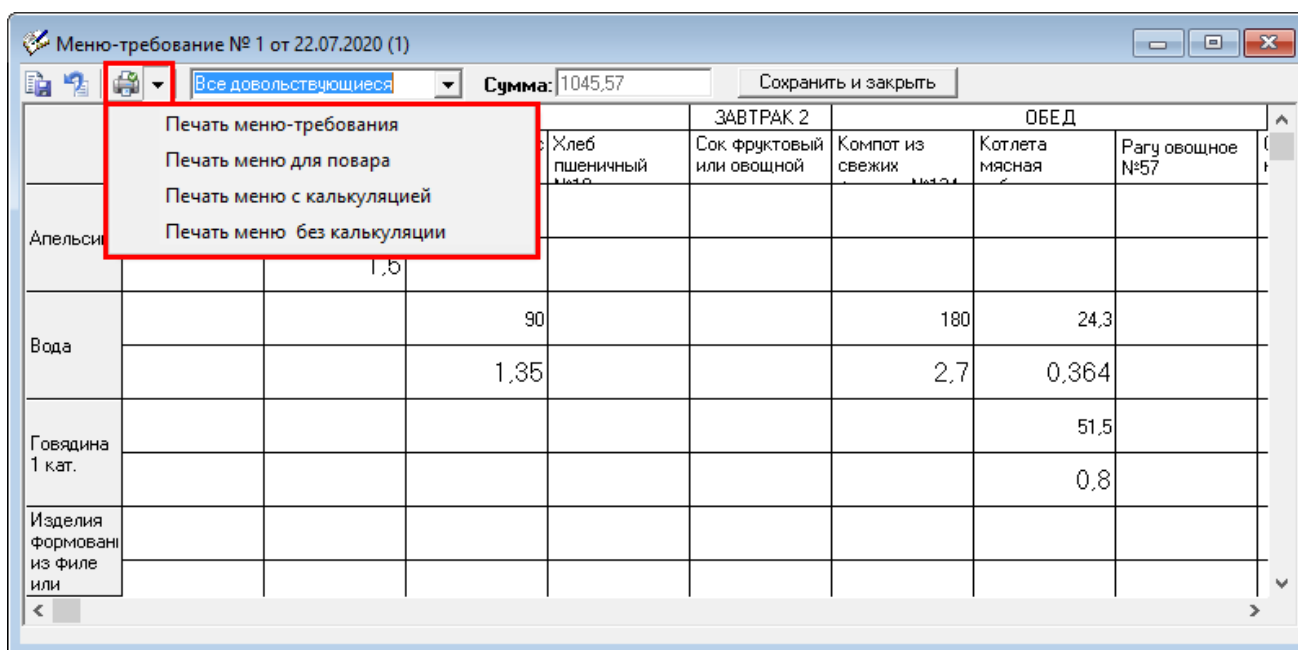 Меню-требование № 1 от 22.07.2020 (1)
Все довольствующиеся Сумма: 1045,57 Сохранить и закрыть
Печать меню-требования
Печать меню для повара
Печать меню с калькуляцией
Печать меню без калькуляции
ЗАВТРАК 2 ОБЕД
Хлеб
пшеничный
Сок фруктовый
или овощной
Компот из
свежих
Котлета
мясная
Рагу овощное
№57
1,5
Вода 90 180 24,3
1,35 2,7 0,364
Говядина
1 кат.
51,5
0,8
Изделия
формовані
из филе
или